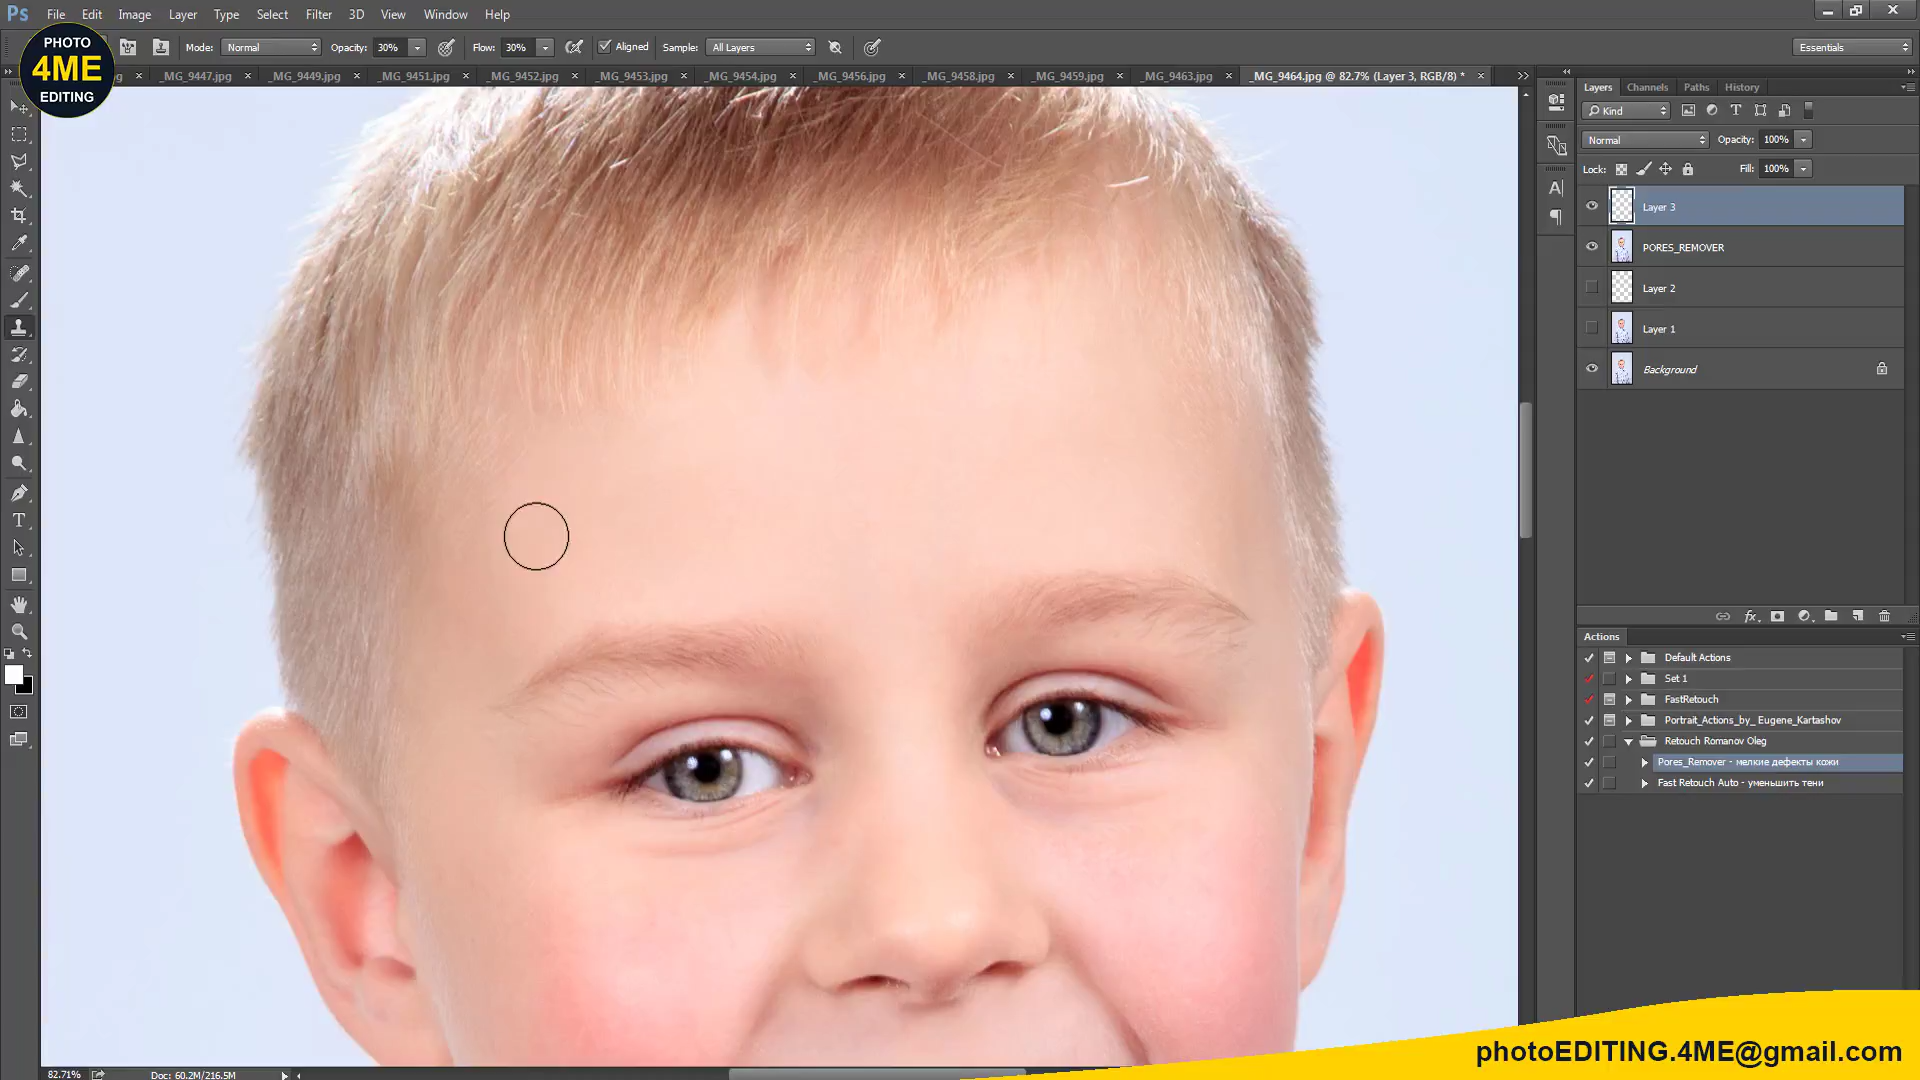 Ps File Edit Image Layer Type Select Filter 3D View Window Help
PHOTO
4ME
EDITING
Mode: Normal Opacity: 30% Flow: 30% Aligned Sample: All Layers Essentials
pg × _MG_9447.jpg × _MG_9449.jpg × _MG_9451.jpg × _MG_9452.jpg × _MG_9453.jpg × _MG_9454.jpg × _MG_9456.jpg × _MG_9458.jpg × _MG_9459.jpg × _MG_9463.jpg × _MG_9464.jpg @ 82.7% (Layer 3, RGB/8) * ×
Layers Channels Paths History
Kind
Normal Opacity: 100%
Lock: Fill: 100%
Layer 3
PORES_REMOVER
Layer 2
Layer 1
Background
fx
Actions
Default Actions
Set 1
FastRetouch
Portrait_Actions_by_ Eugene_Kartashov
Retouch Romanov Oleg
Pores_Remover - мелкие дефекты кожи
Fast Retouch Auto - уменьшить тени
photoEDITING.4ME@gmail.com
82.71% Doc: 60.2M/216.5M